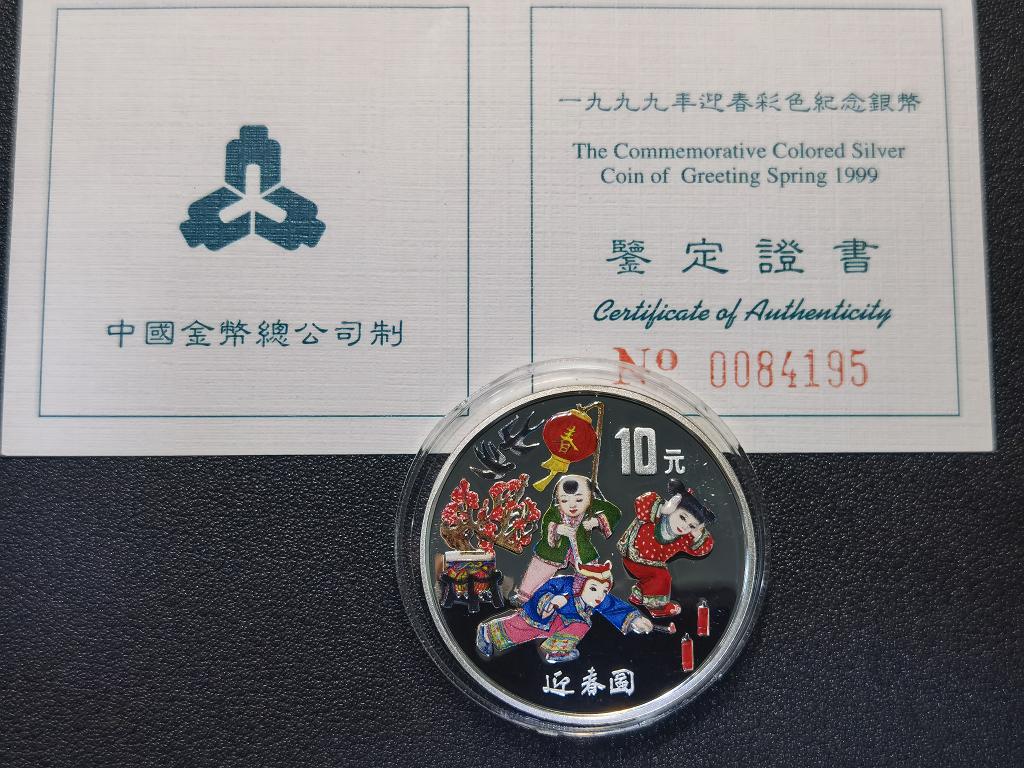 中國金幣總公司制
一九九九年迎春彩色紀念銀幣
The Commemorative Colored Silver
Coin of Greeting Spring 1999
鑒定證書
Certificate of Authenticity
Nº 0084195
春
10元
迎春圖